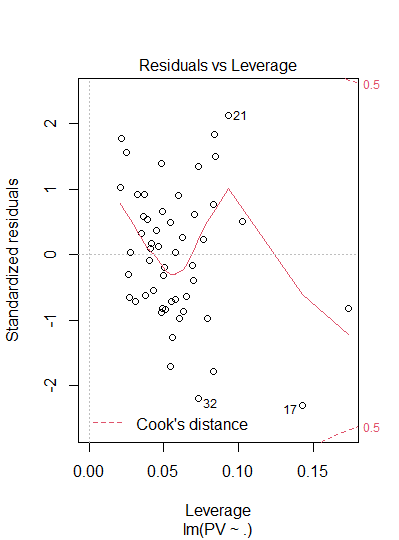 Residuals vs Leverage
0.5
2
21
1
Standardized residuals
0
-1
-2
32
17
Cook's distance
0.5
0.00
0.05
0.10
0.15
Leverage
lm(PV ~ .)